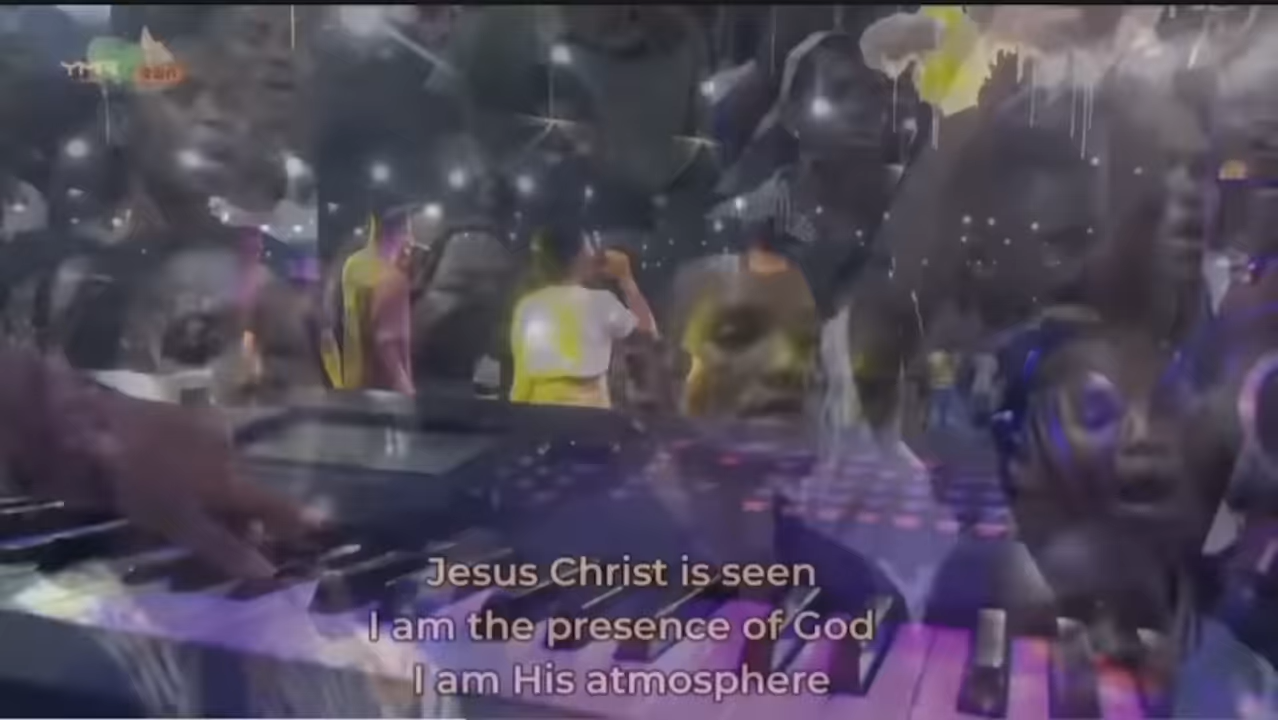 Jesus Christ is seen
I am the presence of God
I am His atmosphere